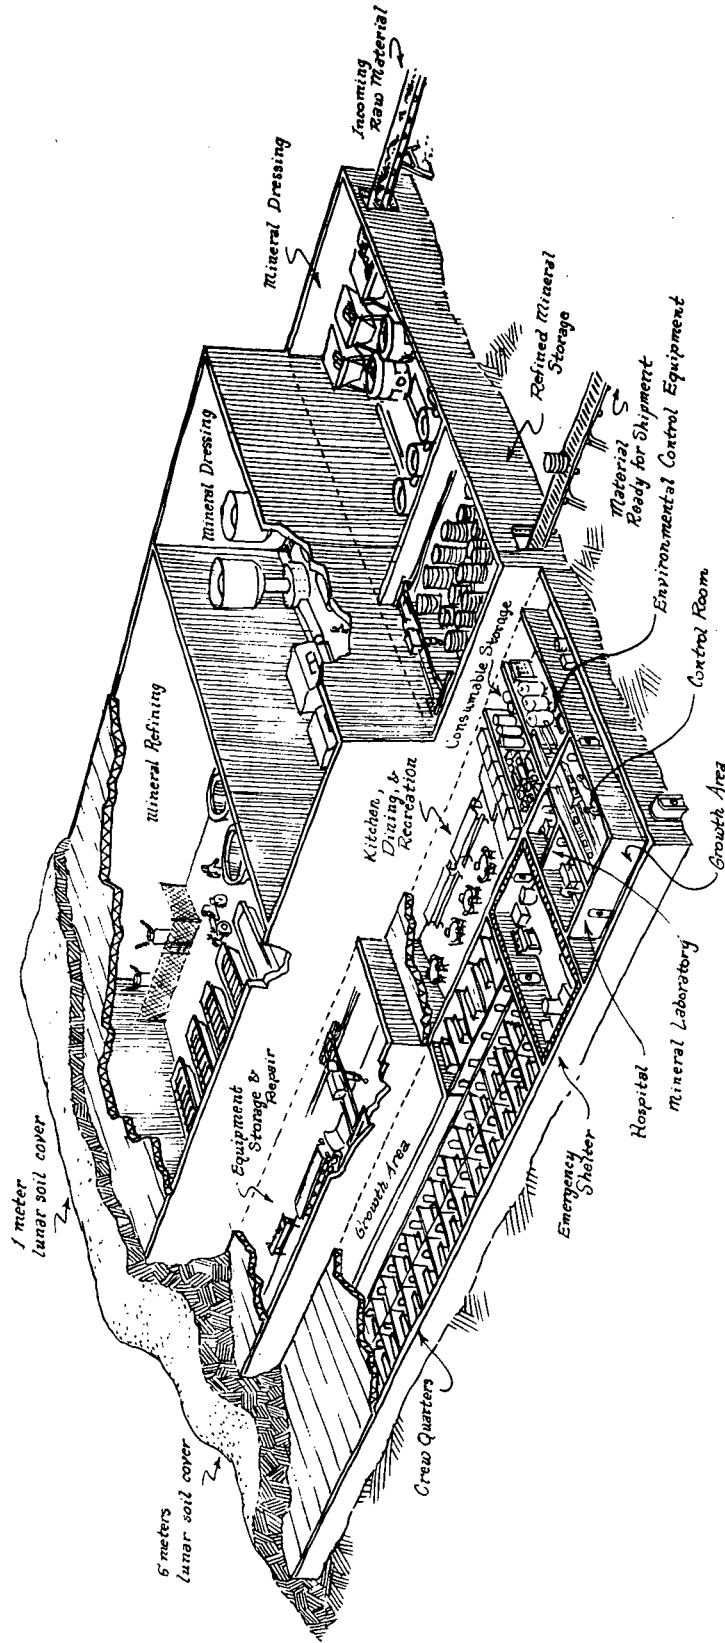 1 meter
lunar soil cover
6 meters
lunar soil cover
Mineral Refining
Mineral Dressing
Mineral Dressing
Incoming
Raw Material
Equipment
Storage &
Repair
Kitchen,
Dining, &
Recreation
Consumable Storage
Refined Mineral
Storage
Material
Ready for Shipment
Environmental Control Equipment
Control Room
Growth Area
Growth Area
Mineral Laboratory
Hospital
Emergency
Shelter
Crew Quarters